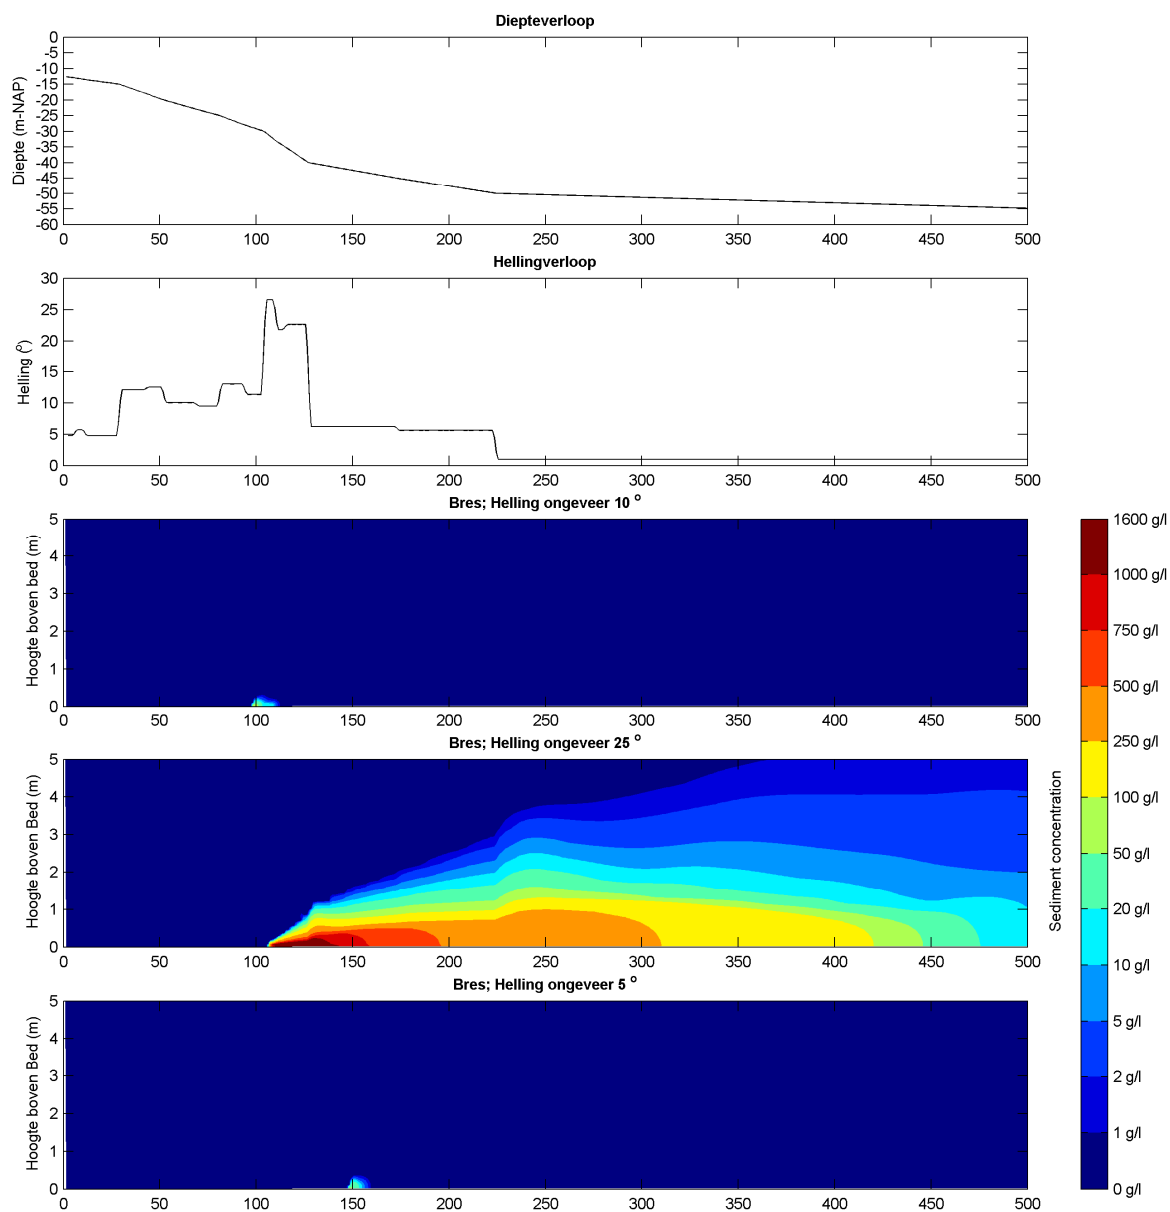 Diepteverloop
Diepte (m-NAP)
0
-5
-10
-15
-20
-25
-30
-35
-40
-45
-50
-55
-60
0 50 100 150 200 250 300 350 400 450 500
Hellingverloop
Helling (°)
30
25
20
15
10
5
0
0 50 100 150 200 250 300 350 400 450 500
Bres; Helling ongeveer 10 °
Hoogte boven bed (m)
5
4
3
2
1
0
0 50 100 150 200 250 300 350 400 450 500
Bres; Helling ongeveer 25 °
Hoogte boven Bed (m)
5
4
3
2
1
0
0 50 100 150 200 250 300 350 400 450 500
Bres; Helling ongeveer 5 °
Hoogte boven Bed (m)
5
4
3
2
1
0
0 50 100 150 200 250 300 350 400 450 500
Sediment concentration
1600 g/l
1000 g/l
750 g/l
500 g/l
250 g/l
100 g/l
50 g/l
20 g/l
10 g/l
5 g/l
2 g/l
1 g/l
0 g/l